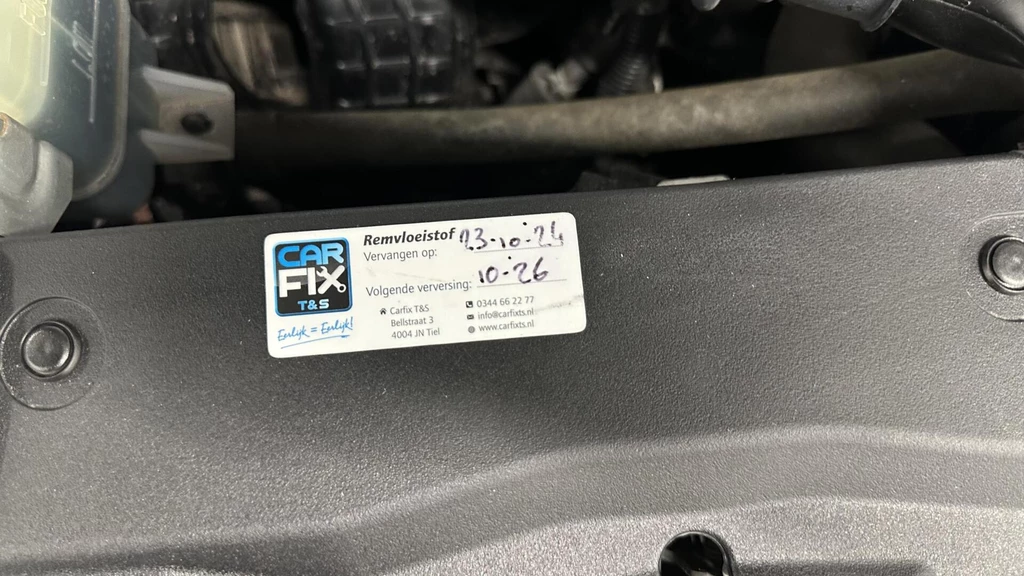 CAR
FIX
T&S
Eerlijk = Eerlijk!
Remvloeistof
Vervangen op: 23-10-24
Volgende verversing: 10-26
Carfix T&S
Bellstraat 3
4004 JN Tiel
0344 66 22 77
info@carfixts.nl
www.carfixts.nl